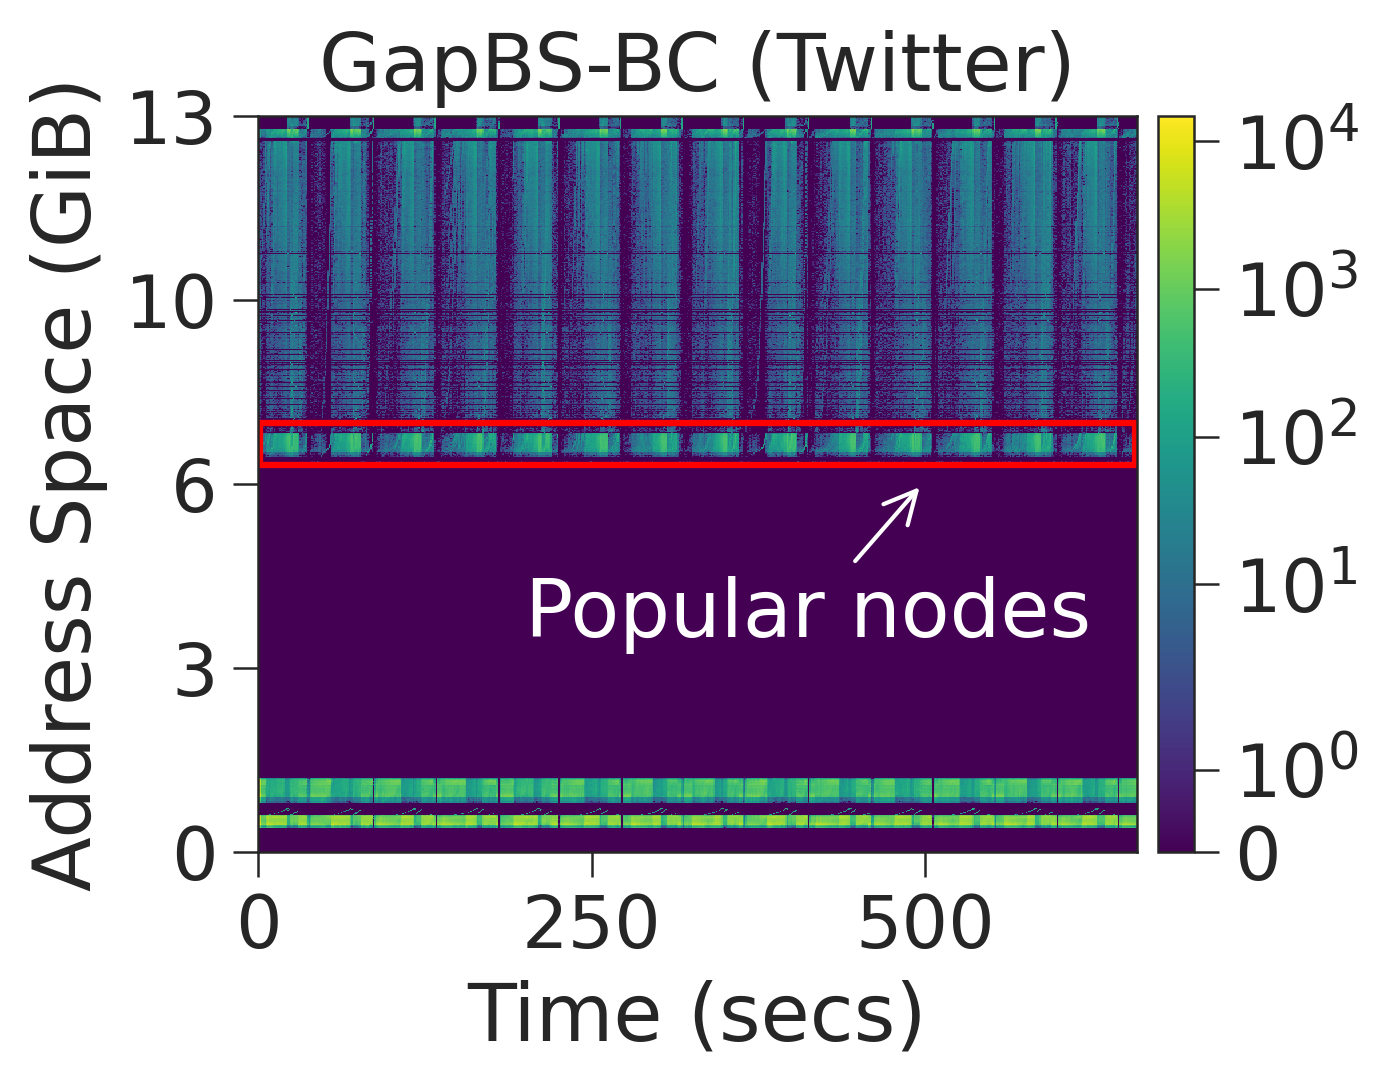 GapBS-BC (Twitter)
Address Space (GiB)
13
10
6
3
0
Popular nodes
0 250 500
Time (secs)
10⁴
10³
10²
10¹
10⁰
0